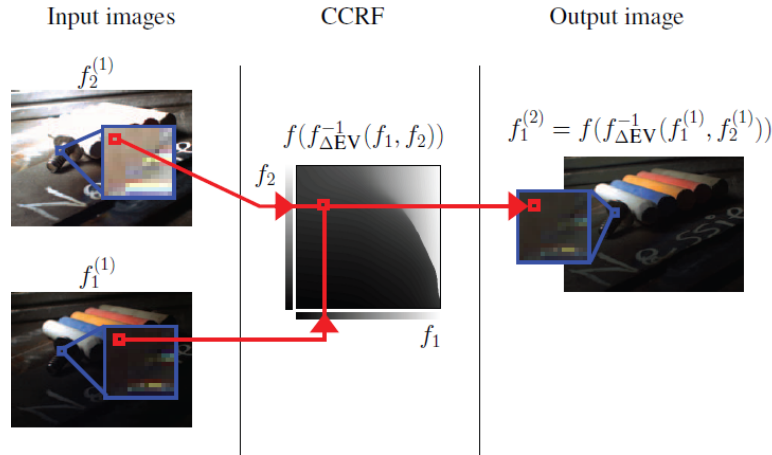 Input images
CCRF
Output image
f_2^{(1)}
f(f_{ΔEV}^{-1}(f_1, f_2))
f_1^{(2)} = f(f_{ΔEV}^{-1}(f_1^{(1)}, f_2^{(1)}))
f_2
f_1^{(1)}
f_1
Nessie